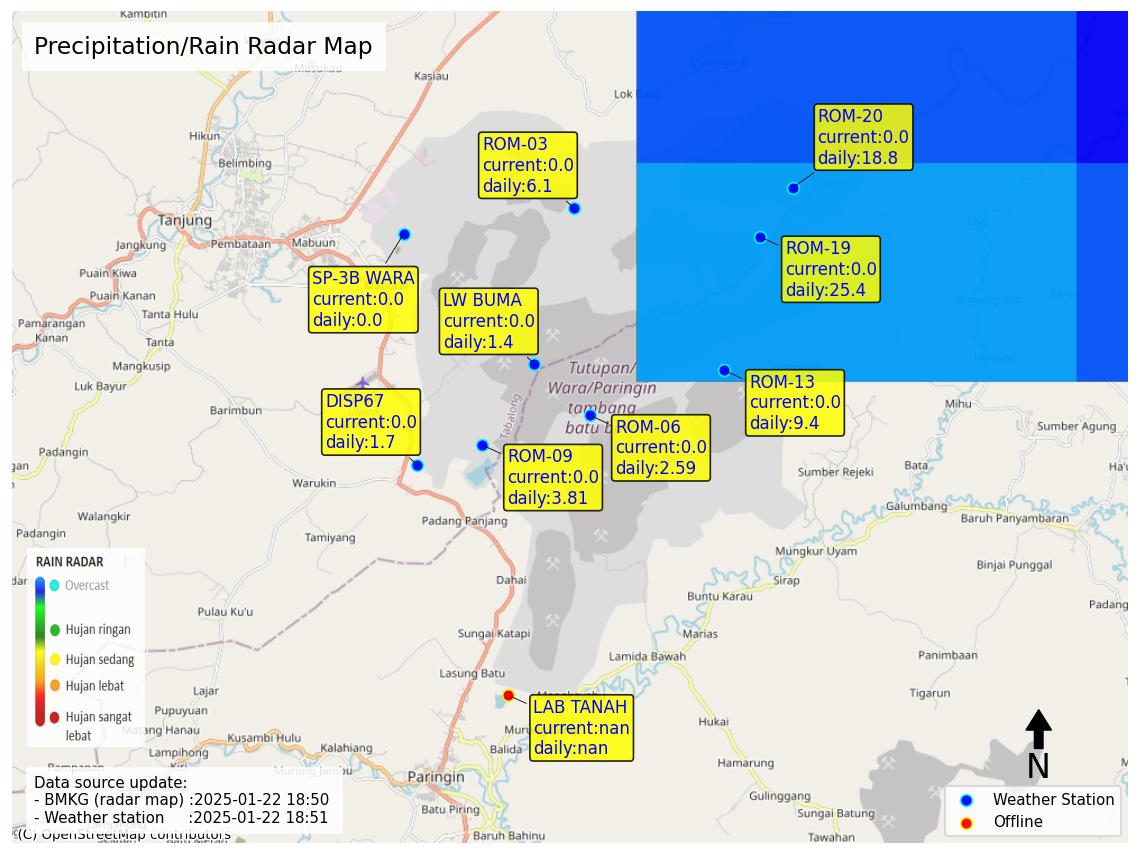 Kambitin
Precipitation/Rain Radar Map
Kasiau
Lok
Hikun
Belimbing
Tanjung
Jangkung
Pembataan
Mabuun
Puain Kiwa
Puain Kanan
Tanta Hulu
Pamarangan
Kanan
Tanta
Mangkusip
Luk Bayur
Barimbun
Padangin
Warukin
Walangkir
Padangin
Tamiyang
Padang Panjang
Dahai
Pulau Ku'u
Sungai Katapi
Lasung Batu
Lajar
Pupuyuan
Matang Hanau
Kusambi Hulu
Lampihong
Kalahiang
Murung Jambu
Paringin
Batu Piring
Baruh Bahinu
Balida
ROM-03
current:0.0
daily:6.1
ROM-20
current:0.0
daily:18.8
ROM-19
current:0.0
daily:25.4
SP-3B WARA
current:0.0
daily:0.0
LW BUMA
current:0.0
daily:1.4
Tutupan/
Wara/Paringin
tambang
batu
Tabalong
ROM-13
current:0.0
daily:9.4
DISP67
current:0.0
daily:1.7
ROM-06
current:0.0
daily:2.59
ROM-09
current:0.0
daily:3.81
Mihu
Sumber Agung
Sumber Rejeki
Bata
Galumbang
Baruh Panyambaran
Mungkur Uyam
Binjai Punggal
Sirap
Buntu Karau
Padang
Marias
Lamida Bawah
Panimbaan
Tigarun
Hukai
Hamarung
Gulinggang
Sungai Batung
Tawahan
LAB TANAH
current:nan
daily:nan
RAIN RADAR
Overcast
Hujan ringan
Hujan sedang
Hujan lebat
Hujan sangat
lebat
Data source update:
- BMKG (radar map) :2025-01-22 18:50
- Weather station :2025-01-22 18:51
(C) OpenStreetMap contributors
N
Weather Station
Offline